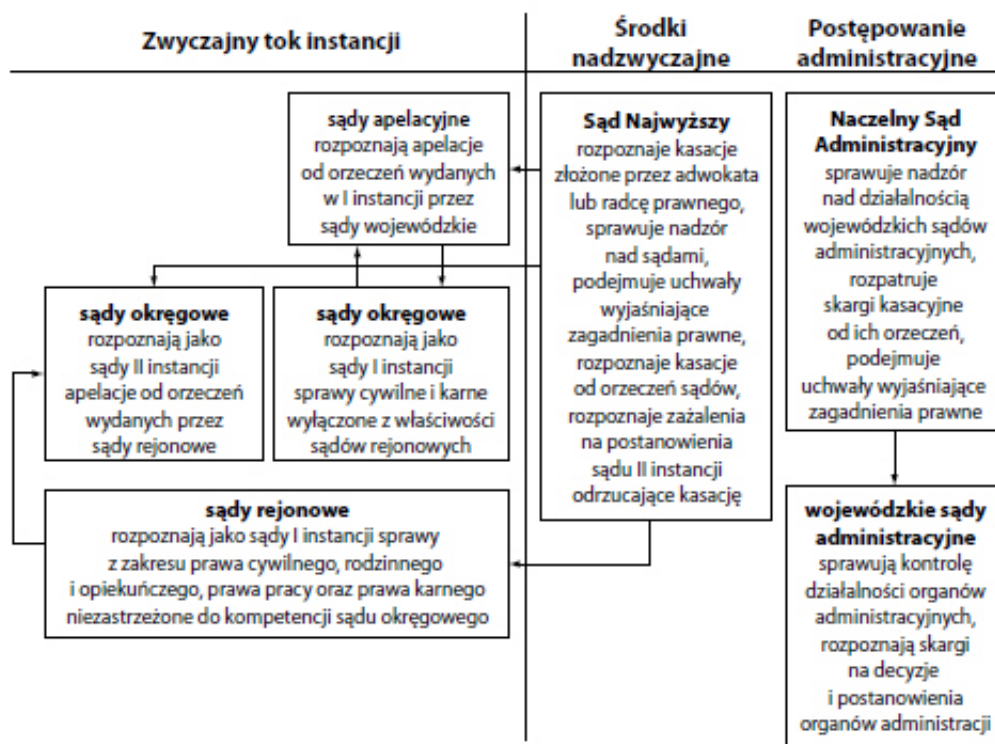 Zwyczajny tok instancji
Środki
nadzwyczajne
Postępowanie
administracyjne
sądy apelacyjne
rozpoznają apelacje
od orzeczeń wydanych
w I instancji przez
sądy wojewódzkie
sądy okręgowe
rozpoznają jako
sądy II instancji
apelacje od orzeczeń
wydanych przez
sądy rejonowe
sądy okręgowe
rozpoznają jako
sądy I instancji
sprawy cywilne i karne
wyłączone z właściwości
sądów rejonowych
sądy rejonowe
rozpoznają jako sądy I instancji sprawy
z zakresu prawa cywilnego, rodzinnego
i opiekuńczego, prawa pracy oraz prawa karnego
niezastrzeżone do kompetencji sądu okręgowego
Sąd Najwyższy
rozpoznaje kasacje
złożone przez adwokata
lub radcę prawnego,
sprawuje nadzór
nad sądami,
podejmuje uchwały
wyjaśniające
zagadnienia prawne,
rozpoznaje kasacje
od orzeczeń sądów,
rozpoznaje zażalenia
na postanowienia
sądu II instancji
odrzucające kasację
Naczelny Sąd
Administracyjny
sprawuje nadzór
nad działalnością
wojewódzkich sądów
administracyjnych,
rozpatruje
skargi kasacyjne
od ich orzeczeń,
podejmuje
uchwały wyjaśniające
zagadnienia prawne
wojewódzkie sądy
administracyjne
sprawują kontrolę
działalności organów
administracyjnych,
rozpoznają skargi
na decyzje
i postanowienia
organów administracji